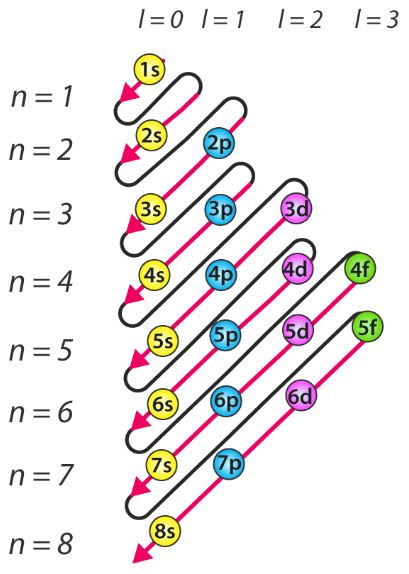 l = 0 l = 1 l = 2 l = 3
1s
n = 1
2s 2p
n = 2
3s 3p 3d
n = 3
4s 4p 4d 4f
n = 4
5s 5p 5d 5f
n = 5
6s 6p 6d
n = 6
7s 7p
n = 7
8s
n = 8